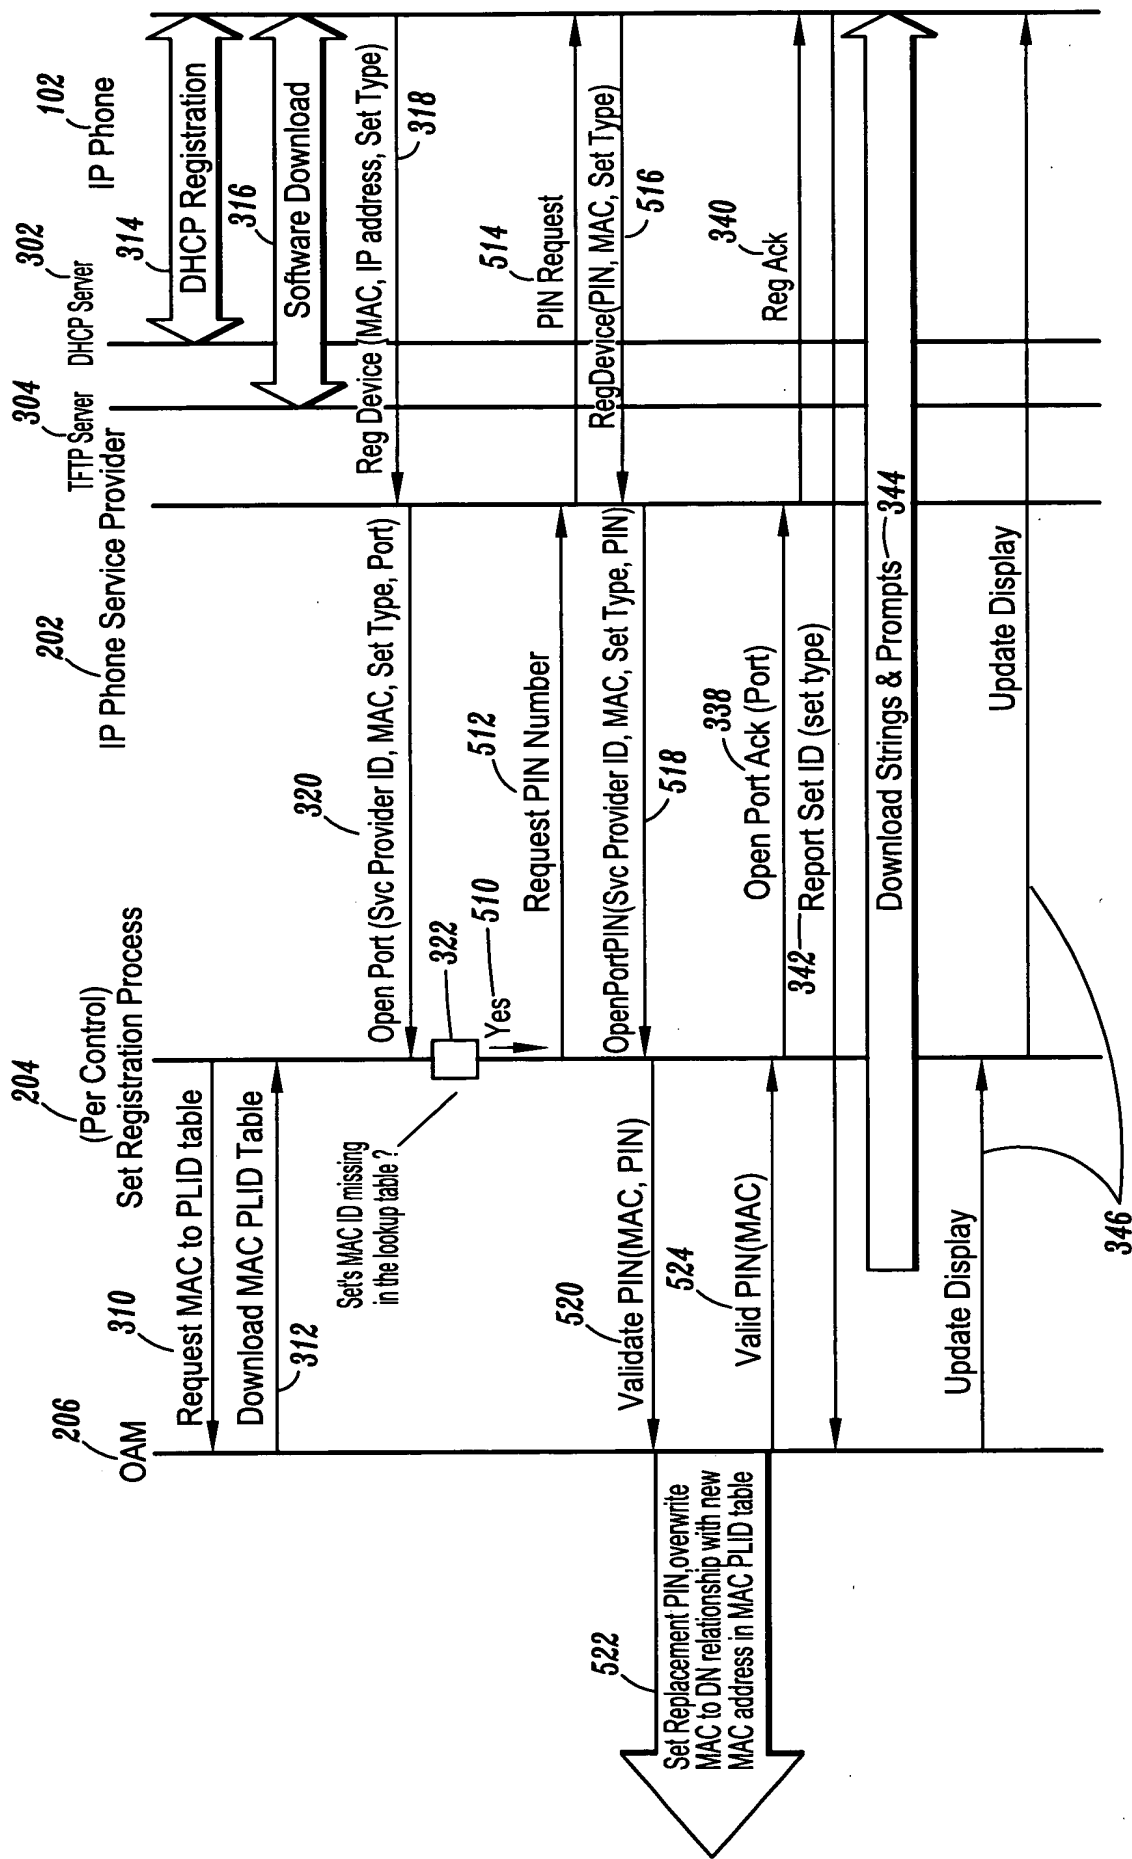 206
OAM
204
(Per Control)
Set Registration Process
202
IP Phone Service Provider
304
TFTP Server
302
DHCP Server
102
IP Phone
310
Request MAC to PLID table
Download MAC PLID Table
312
314
DHCP Registration
316
Software Download
Reg Device (MAC, IP address, Set Type)
318
320
Open Port (Svc Provider ID, MAC, Set Type, Port)
322
Set's MAC ID missing
in the lookup table ?
Yes
510
512
Request PIN Number
514
PIN Request
RegDevice(PIN, MAC, Set Type)
516
OpenPortPIN(Svc Provider ID, MAC, Set Type, PIN)
518
520
Validate PIN(MAC, PIN)
522
Set Replacement PIN,overwrite
MAC to DN relationship with new
MAC address in MAC PLID table
524
Valid PIN(MAC)
338
Open Port Ack (Port)
340
Reg Ack
342
Report Set ID (set type)
Download Strings & Prompts
344
Update Display
Update Display
346